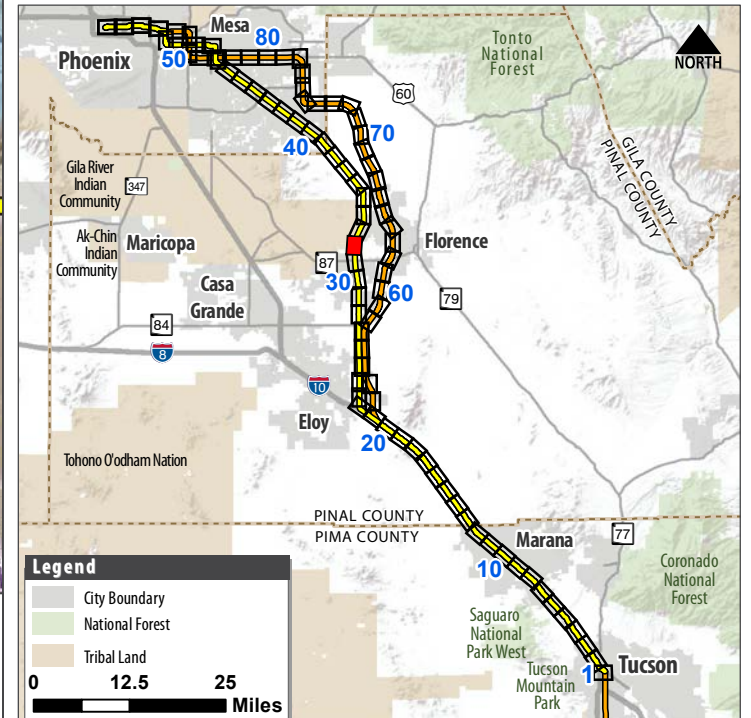 Mesa
80
Tonto
National
Forest
NORTH
Phoenix
50
60
70
40
GILA COUNTY
PINAL COUNTY
Gila River
Indian
Community
347
Ak-Chin
Indian
Community
Maricopa
Florence
87
30
60
Casa
Grande
79
84
8
10
Eloy
20
Tohono O'odham Nation
PINAL COUNTY
PIMA COUNTY
Marana
77
10
Coronado
National
Forest
Saguaro
National
Park West
Tucson
Mountain
Park
1
Tucson
Legend
City Boundary
National Forest
Tribal Land
0 12.5 25
Miles